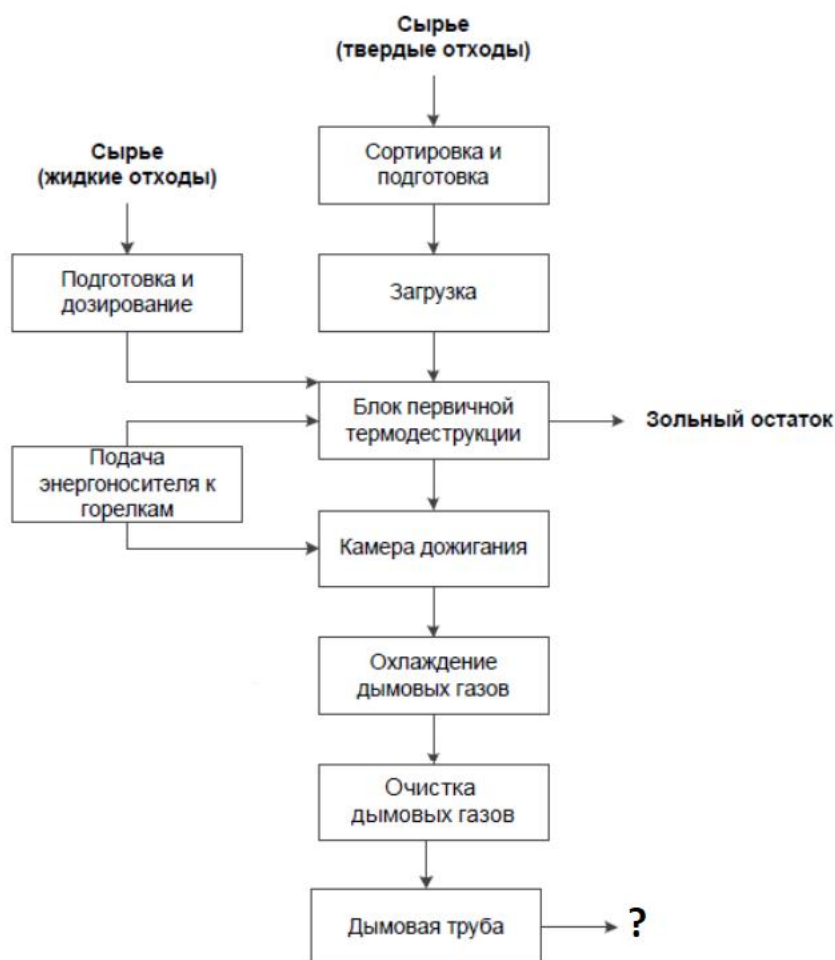 Сырье
(твердые отходы)
Сортировка и
подготовка
Сырье
(жидкие отходы)
Подготовка и
дозирование
Загрузка
Блок первичной
термодеструкции
Зольный остаток
Подача
энергоносителя к
горелкам
Камера дожигания
Охлаждение
дымовых газов
Очистка
дымовых газов
Дымовая труба
?